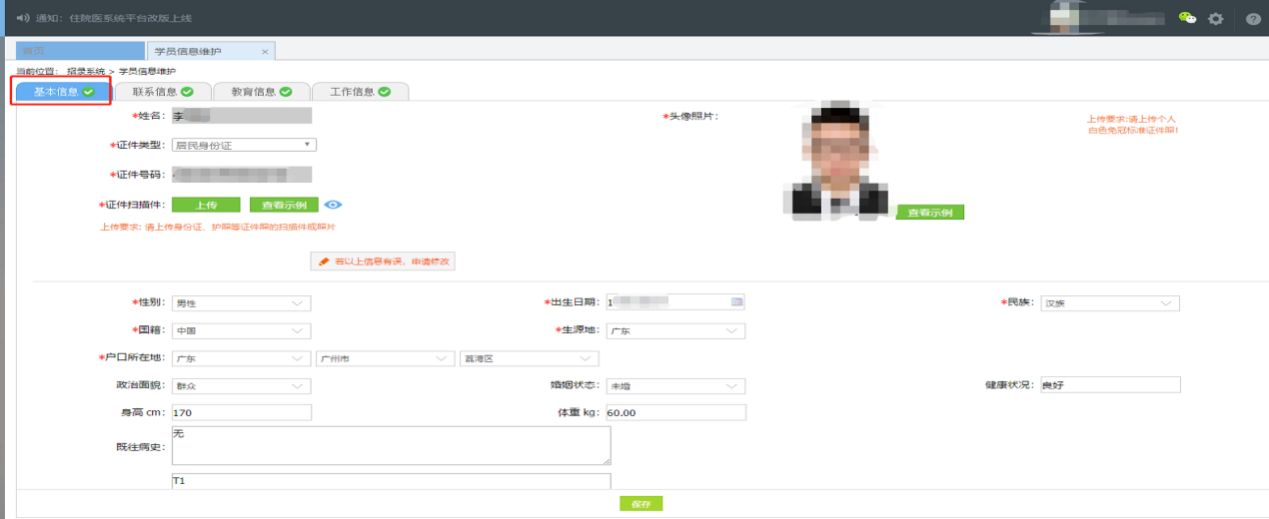 通知：住院医系统平台改版上线
首页 学员信息维护 ×
当前位置： 招录系统 > 学员信息维护
基本信息 联系信息 教育信息 工作信息
*姓名： 李 *头像照片： 上传要求:请上传个人
白色免冠标准证件照!
*证件类型： 居民身份证
*证件号码：
*证件扫描件： 上传 查看示例
查看示例
上传要求: 请上传身份证、护照等证件照的扫描件或照片
若以上信息有误，申请修改
*性别： 男性 *出生日期： 1 *民族： 汉族
*国籍： 中国 *生源地： 广东
*户口所在地： 广东 广州市 荔湾区
政治面貌： 群众 婚姻状态： 未婚 健康状况： 良好
身高 cm： 170 体重 kg： 60.00
既往病史： 无
T1
保存